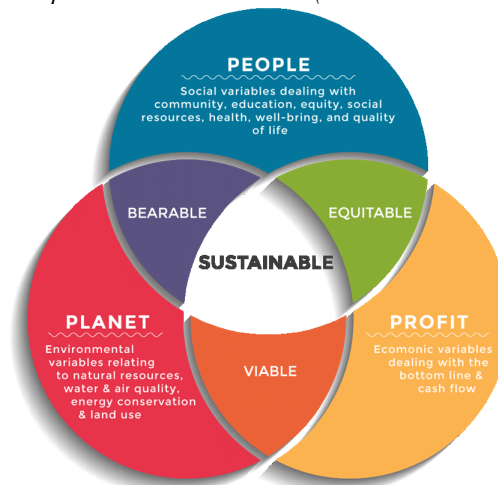 PEOPLE
Social variables dealing with
community, education, equity, social
resources, health, well-bring, and quality
of life
BEARABLE
EQUITABLE
SUSTAINABLE
PLANET
Environmental
variables relating
to natural resources,
water & air quality,
energy conservation
& land use
VIABLE
PROFIT
Ecomonic variables
dealing with the
bottom line &
cash flow